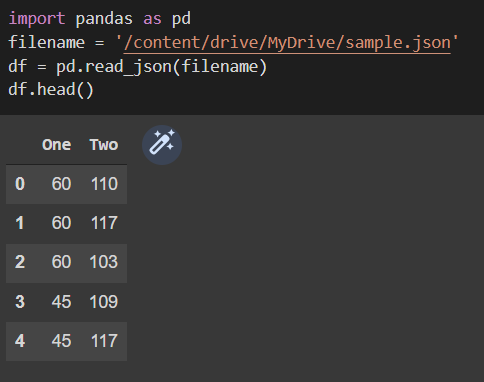 import pandas as pd
filename = '/content/drive/MyDrive/sample.json'
df = pd.read_json(filename)
df.head()
One Two
0 60 110
1 60 117
2 60 103
3 45 109
4 45 117